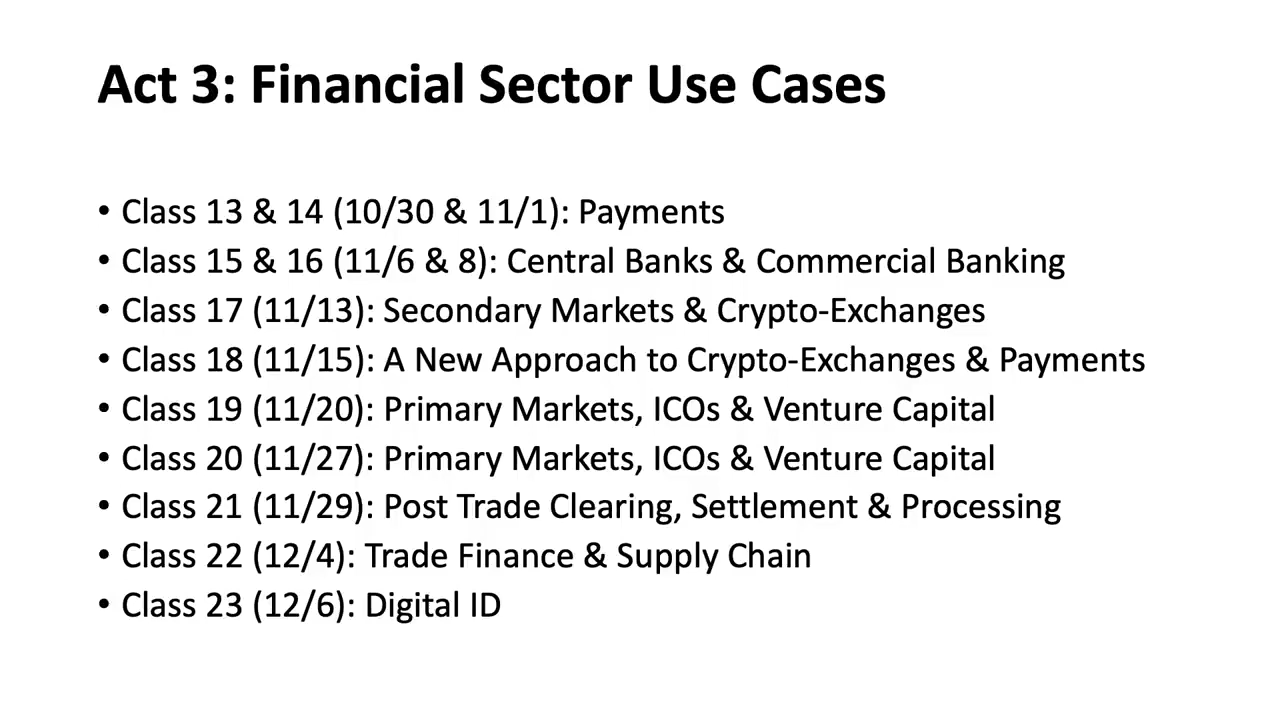 Act 3: Financial Sector Use Cases
• Class 13 & 14 (10/30 & 11/1): Payments
• Class 15 & 16 (11/6 & 8): Central Banks & Commercial Banking
• Class 17 (11/13): Secondary Markets & Crypto-Exchanges
• Class 18 (11/15): A New Approach to Crypto-Exchanges & Payments
• Class 19 (11/20): Primary Markets, ICOs & Venture Capital
• Class 20 (11/27): Primary Markets, ICOs & Venture Capital
• Class 21 (11/29): Post Trade Clearing, Settlement & Processing
• Class 22 (12/4): Trade Finance & Supply Chain
• Class 23 (12/6): Digital ID